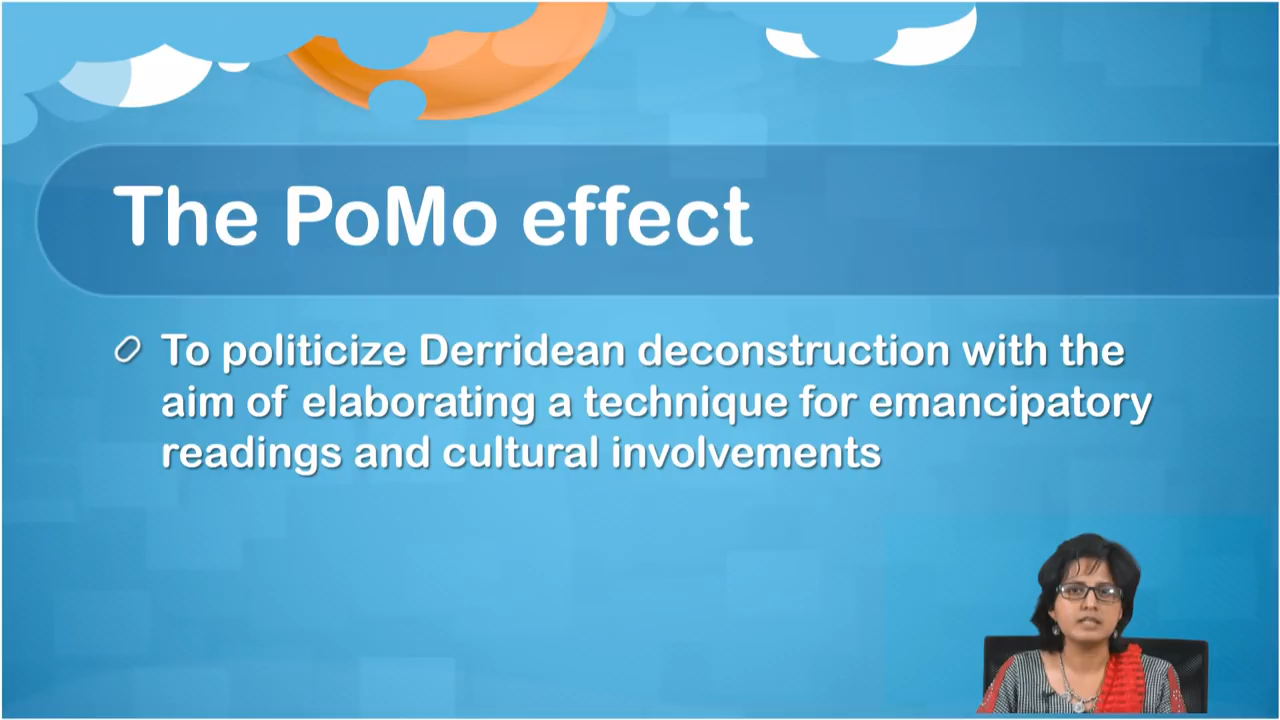 The PoMo effect
To politicize Derridean deconstruction with the
aim of elaborating a technique for emancipatory
readings and cultural involvements